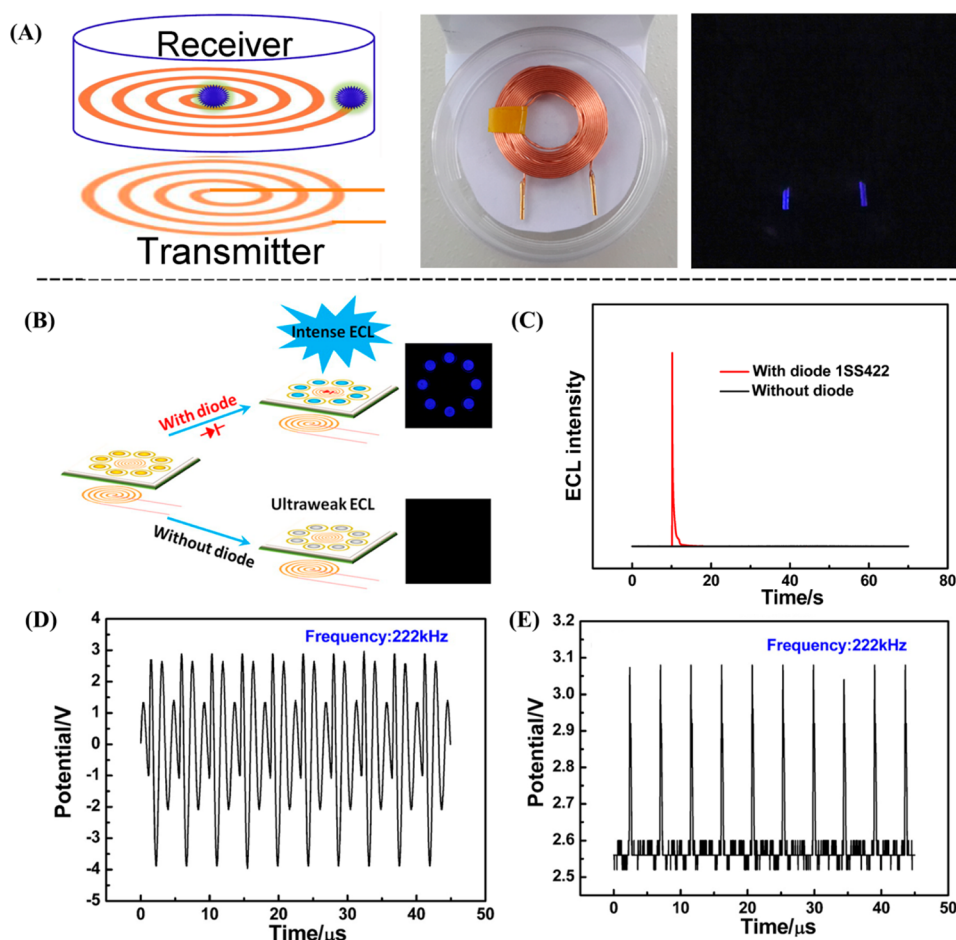 (A)
Receiver
Transmitter
(B)
Intense ECL
With diode
Ultraweak ECL
Without diode
(C)
ECL intensity
With diode 1SS422
Without diode
0
20
40
60
80
Time/s
(D)
Potential/V
Frequency:222kHz
4
3
2
1
0
-1
-2
-3
-4
-5
0
10
20
30
40
50
Time/μs
(E)
Potential/V
Frequency:222kHz
3.2
3.1
3.0
2.9
2.8
2.7
2.6
2.5
0
10
20
30
40
50
Time/μs